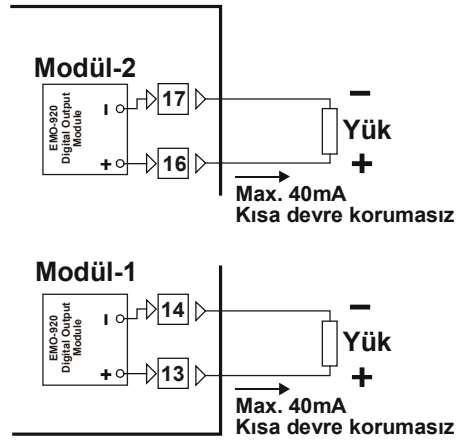 Modül-2
EMO-920
Digital Output
Module
-
+
17
16
-
Yük
+
Max. 40mA
Kısa devre korumasız
Modül-1
EMO-920
Digital Output
Module
-
+
14
13
-
Yük
+
Max. 40mA
Kısa devre korumasız